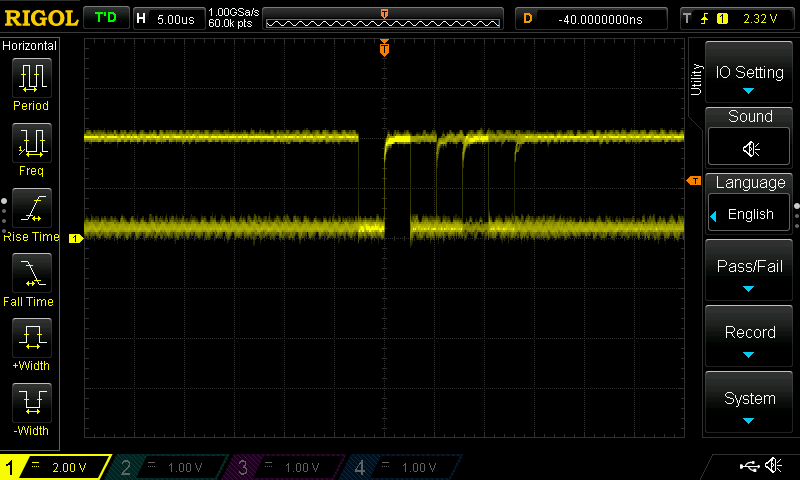 RIGOL T'D H 5.00us 1.00GSa/s 60.0k pts T D -40.0000000ns T 1 2.32 V
Horizontal
Period
Freq
Rise Time
Fall Time
+Width
-Width
T
T
1
Utility
IO Setting
Sound
Language
English
Pass/Fail
Record
System
1 2.00 V 2 1.00 V 3 1.00 V 4 1.00 V